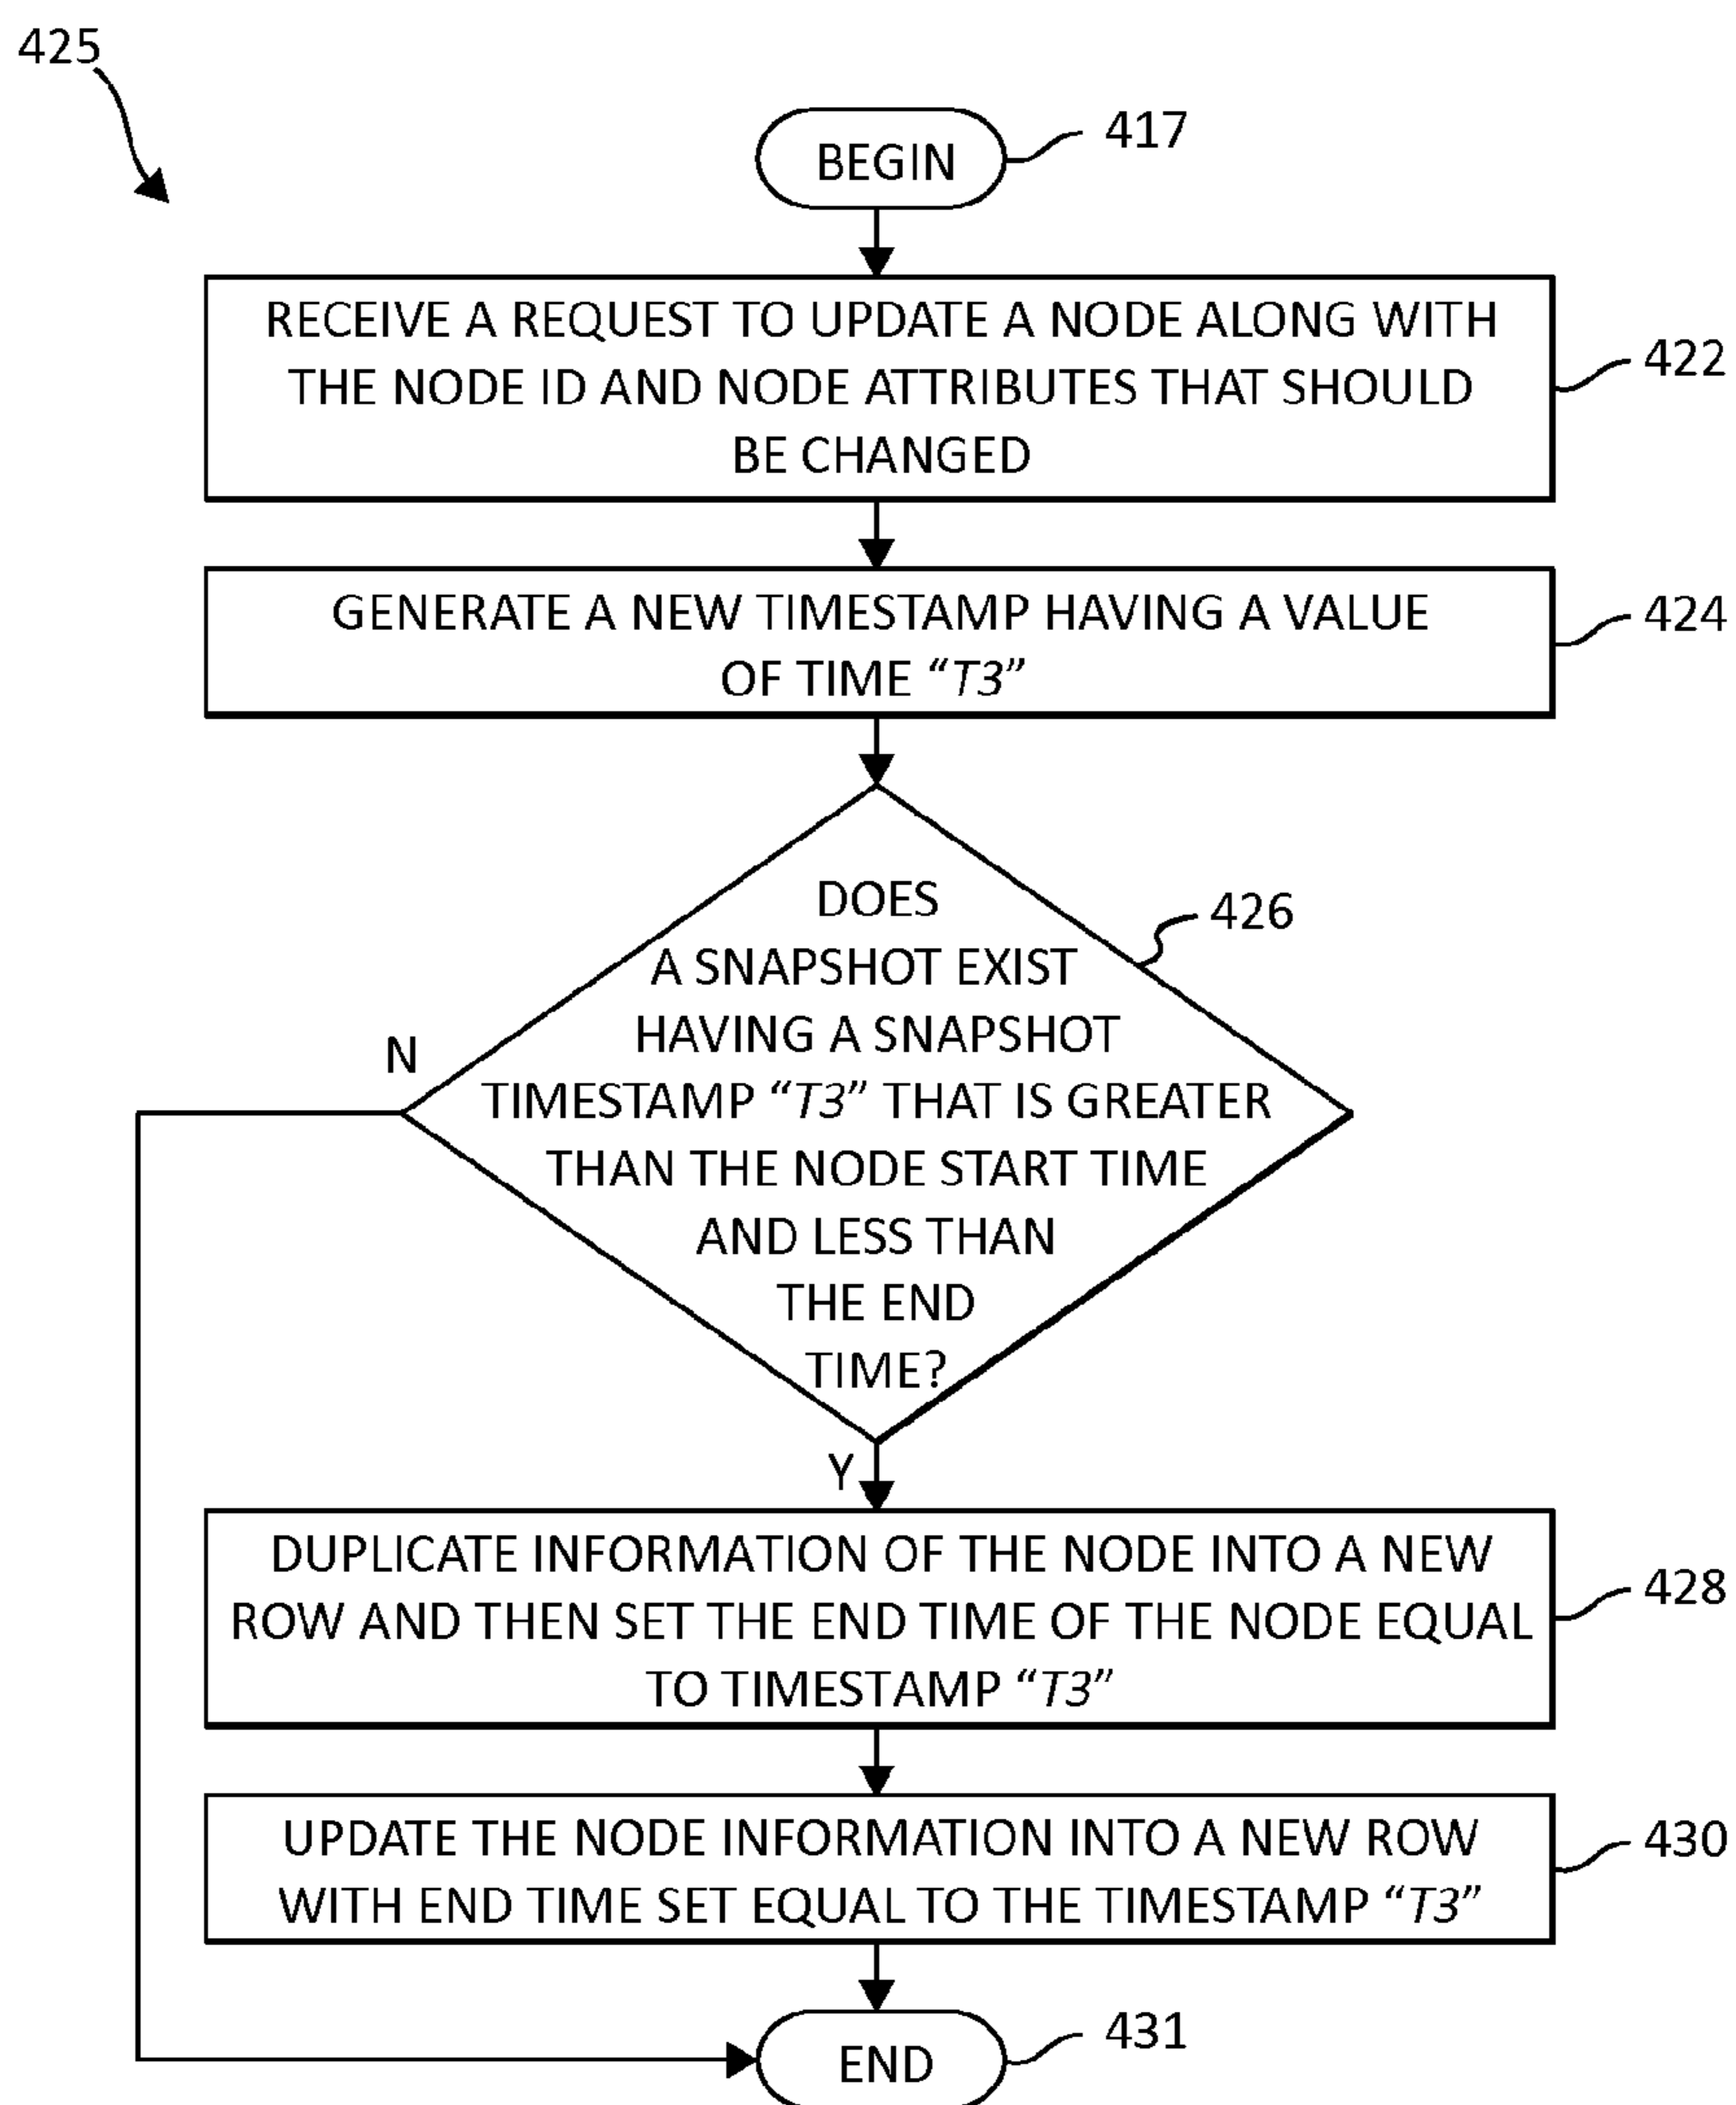 425
BEGIN
417
RECEIVE A REQUEST TO UPDATE A NODE ALONG WITH
THE NODE ID AND NODE ATTRIBUTES THAT SHOULD
BE CHANGED
422
GENERATE A NEW TIMESTAMP HAVING A VALUE
OF TIME “T3”
424
DOES
A SNAPSHOT EXIST
HAVING A SNAPSHOT
TIMESTAMP “T3” THAT IS GREATER
THAN THE NODE START TIME
AND LESS THAN
THE END
TIME?
426
N
Y
DUPLICATE INFORMATION OF THE NODE INTO A NEW
ROW AND THEN SET THE END TIME OF THE NODE EQUAL
TO TIMESTAMP “T3”
428
UPDATE THE NODE INFORMATION INTO A NEW ROW
WITH END TIME SET EQUAL TO THE TIMESTAMP “T3”
430
END
431